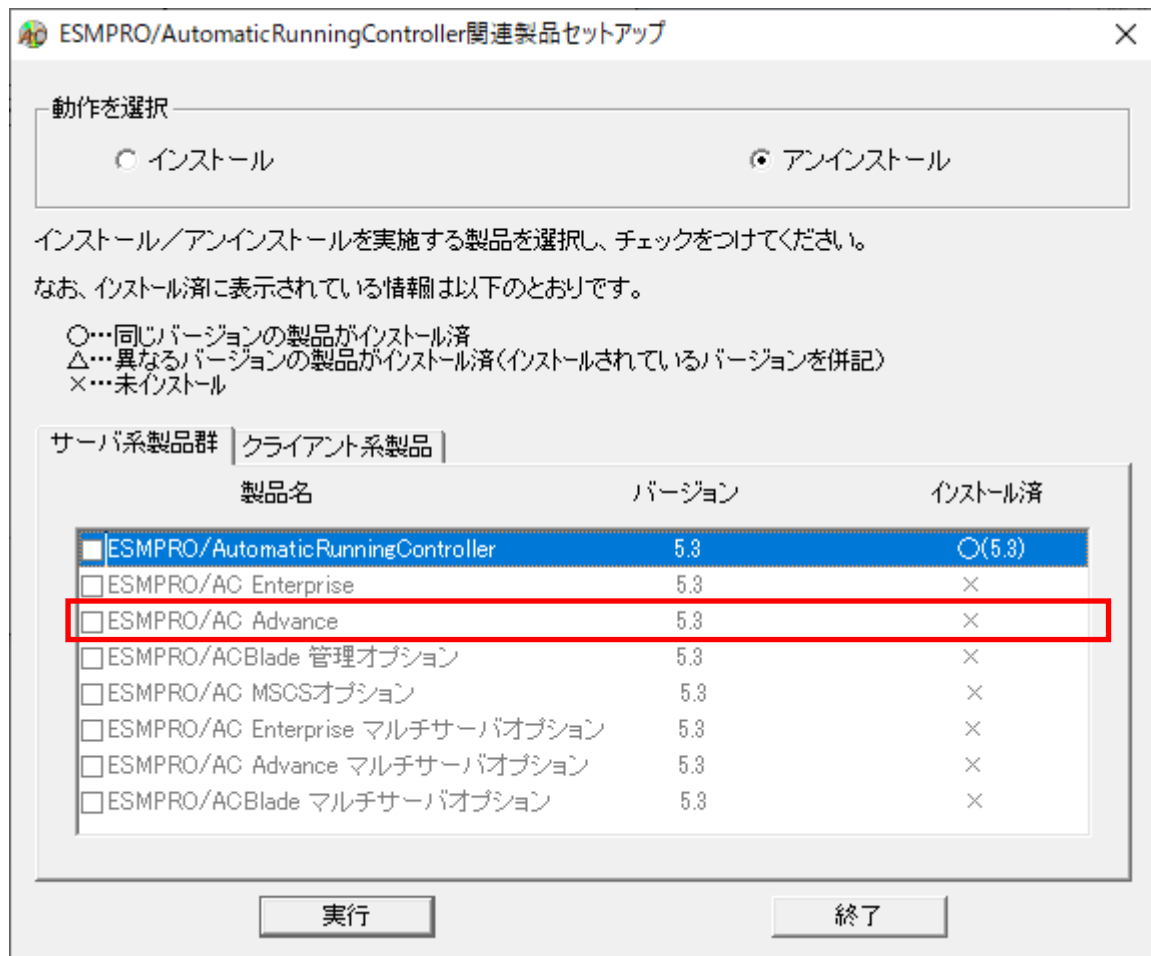 ESMPRO/AutomaticRunningController関連製品セットアップ
動作を選択
インストール アンインストール
インストール／アンインストールを実施する製品を選択し、チェックをつけてください。
なお、インストール済に表示されている情報は以下のとおりです。
○…同じバージョンの製品がインストール済
△…異なるバージョンの製品がインストール済(インストールされているバージョンを併記)
×…未インストール
サーバ系製品群 クライアント系製品
製品名 バージョン インストール済
ESMPRO/AutomaticRunningController 5.3 ○(5.3)
ESMPRO/AC Enterprise 5.3 ×
ESMPRO/AC Advance 5.3 ×
ESMPRO/ACBlade 管理オプション 5.3 ×
ESMPRO/AC MSCSオプション 5.3 ×
ESMPRO/AC Enterprise マルチサーバオプション 5.3 ×
ESMPRO/AC Advance マルチサーバオプション 5.3 ×
ESMPRO/ACBlade マルチサーバオプション 5.3 ×
実行 終了